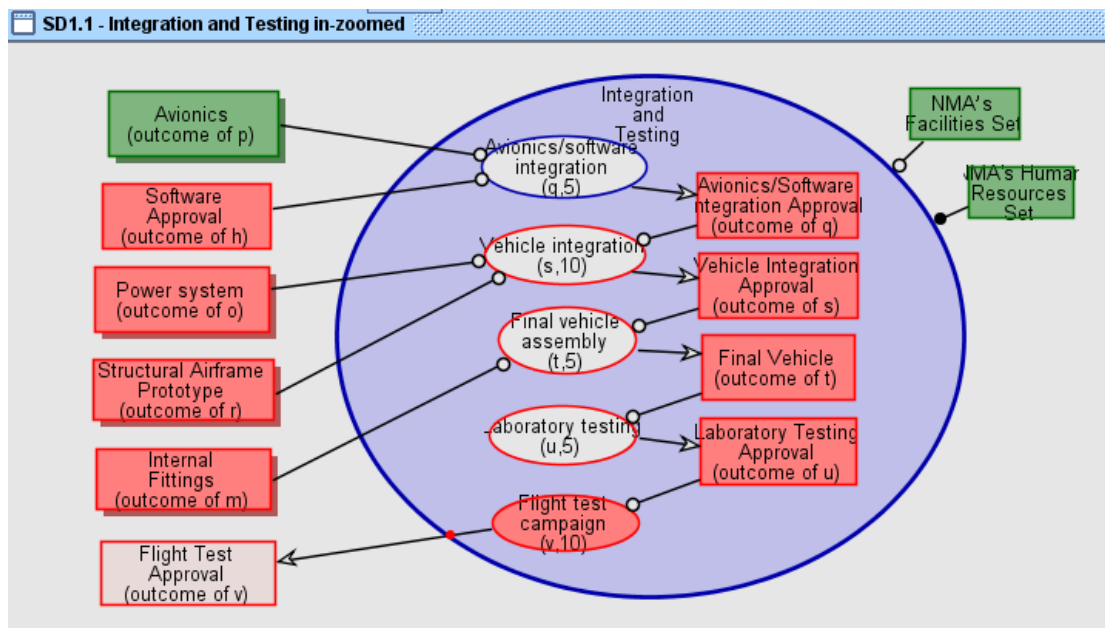 SD1.1 - Integration and Testing in-zoomed
Avionics
(outcome of p)
Software
Approval
(outcome of h)
Power system
(outcome of o)
Structural Airframe
Prototype
(outcome of r)
Internal
Fittings
(outcome of m)
Flight Test
Approval
(outcome of v)
Integration
and
Testing
Avionics/software
integration
(q,5)
Vehicle integration
(s,10)
Final vehicle
assembly
(t,5)
Laboratory testing
(u,5)
Flight test
campaign
(v,10)
Avionics/Software
Integration Approval
(outcome of q)
Vehicle Integration
Approval
(outcome of s)
Final Vehicle
(outcome of t)
Laboratory Testing
Approval
(outcome of u)
NMA's
Facilities Set
Human
Resources
Set